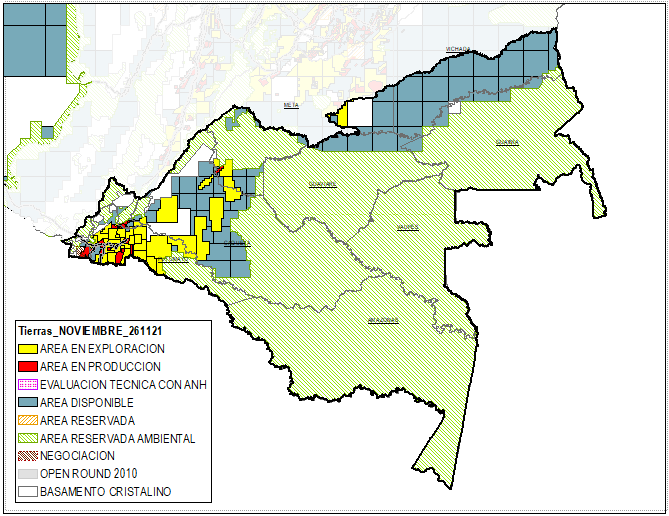 VICHADA
META
GUAINIA
GUAVIARE
VAUPES
CAQUETA
PUTUMAYO
AMAZONAS
Tierras_NOVIEMBRE_261121
AREA EN EXPLORACION
AREA EN PRODUCCION
EVALUACION TECNICA CON ANH
AREA DISPONIBLE
AREA RESERVADA
AREA RESERVADA AMBIENTAL
NEGOCIACION
OPEN ROUND 2010
BASAMENTO CRISTALINO